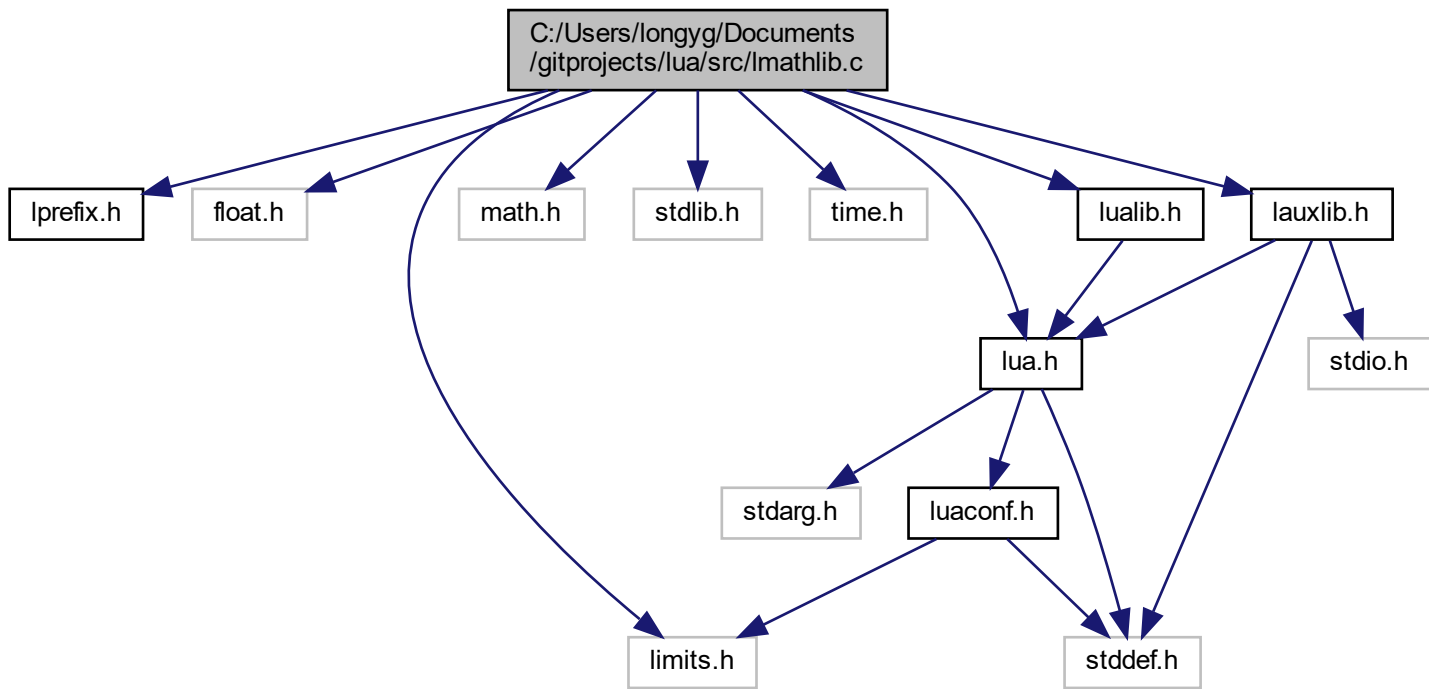 C:/Users/longyg/Documents
/gitprojects/lua/src/lmathlib.c
lprefix.h
float.h
math.h
stdlib.h
time.h
lualib.h
lauxlib.h
lua.h
stdio.h
stdarg.h
luaconf.h
limits.h
stddef.h